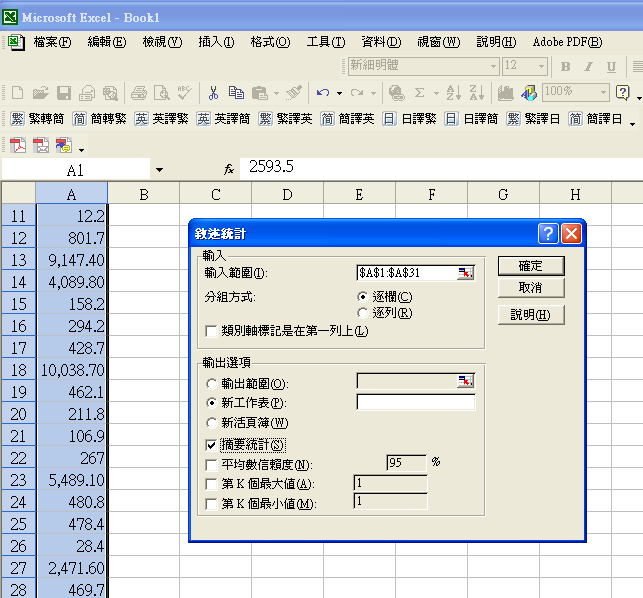 Microsoft Excel - Book1
檔案(F) 編輯(E) 檢視(V) 插入(I) 格式(O) 工具(T) 資料(D) 視窗(W) 說明(H) Adobe PDF(B)
新細明體 12 B I U
100%
繁 繁轉簡 简 簡轉繁 英 英譯繁 英 英譯簡 繁 繁譯英 简 簡譯英 日 日譯繁 日 日譯簡 繁 繁譯日 简 簡譯日
A1 fx 2593.5
A B C D E F G H
11 12.2
12 801.7
13 9,147.40
14 4,089.80
15 158.2
16 294.2
17 428.7
18 10,038.70
19 462.1
20 211.8
21 106.9
22 267
23 5,489.10
24 480.8
25 478.4
26 28.4
27 2,471.60
28 469.7
敘述統計
輸入
輸入範圍(I): $A$1:$A$31
分組方式: 逐欄(C)
逐列(R)
類別軸標記是在第一列上(L)
輸出選項
輸出範圍(O):
新工作表(P):
新活頁簿(W)
摘要統計(S)
平均數信賴度(N): 95 %
第 K 個最大值(A): 1
第 K 個最小值(M): 1
確定
取消
說明(H)